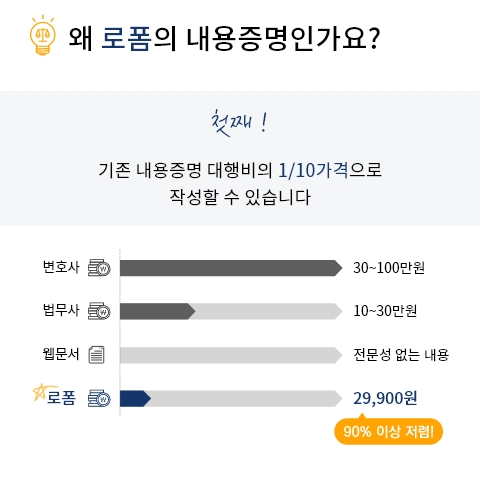 왜 로폼의 내용증명인가요?
첫째 !
기존 내용증명 대행비의 1/10가격으로
작성할 수 있습니다
변호사 30~100만원
법무사 10~30만원
웹문서 전문성 없는 내용
로폼 29,900원
90% 이상 저렴!